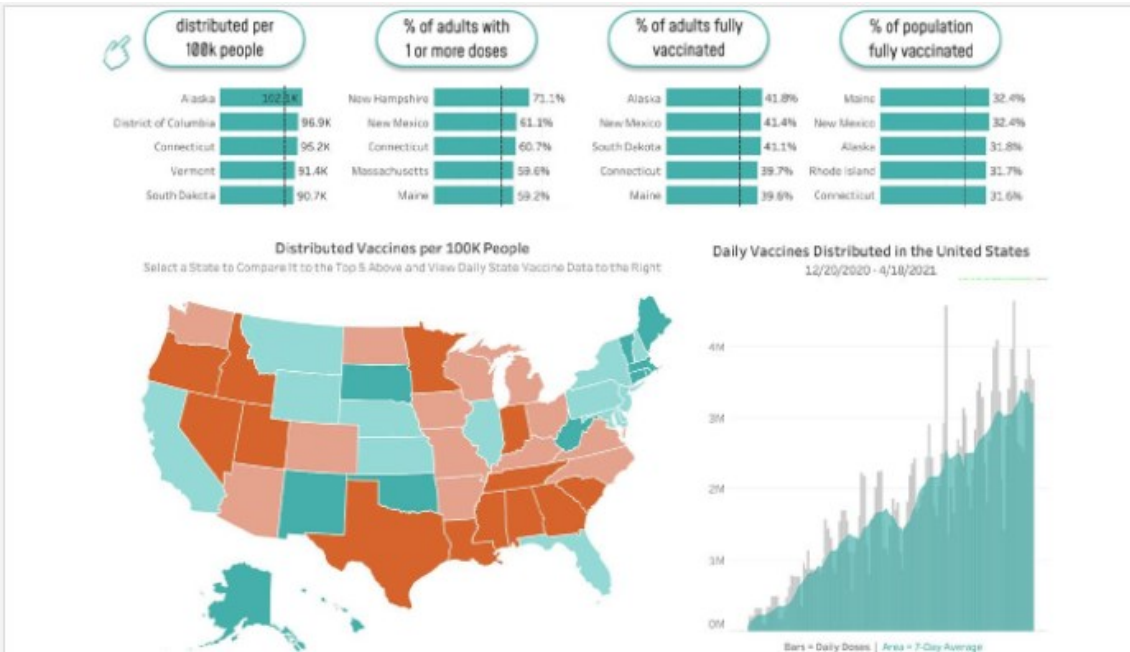 distributed per
100k people
% of adults with
1 or more doses
% of adults fully
vaccinated
% of population
fully vaccinated
Alaska 102.1K
District of Columbia 96.9K
Connecticut 95.2K
Vermont 91.4K
South Dakota 90.7K
New Hampshire 71.1%
New Mexico 61.1%
Connecticut 60.7%
Massachusetts 59.6%
Maine 59.2%
Alaska 41.8%
New Mexico 41.4%
South Dakota 41.1%
Connecticut 39.7%
Maine 39.6%
Maine 32.4%
New Mexico 32.4%
Alaska 31.8%
Rhode Island 31.7%
Connecticut 31.6%
Distributed Vaccines per 100K People
Select a State to Compare It to the Top 5 Above and View Daily State Vaccine Data to the Right
Daily Vaccines Distributed in the United States
12/20/2020 - 4/18/2021
4M
3M
2M
1M
0M
Bars = Daily Doses | Area = 7-Day Average